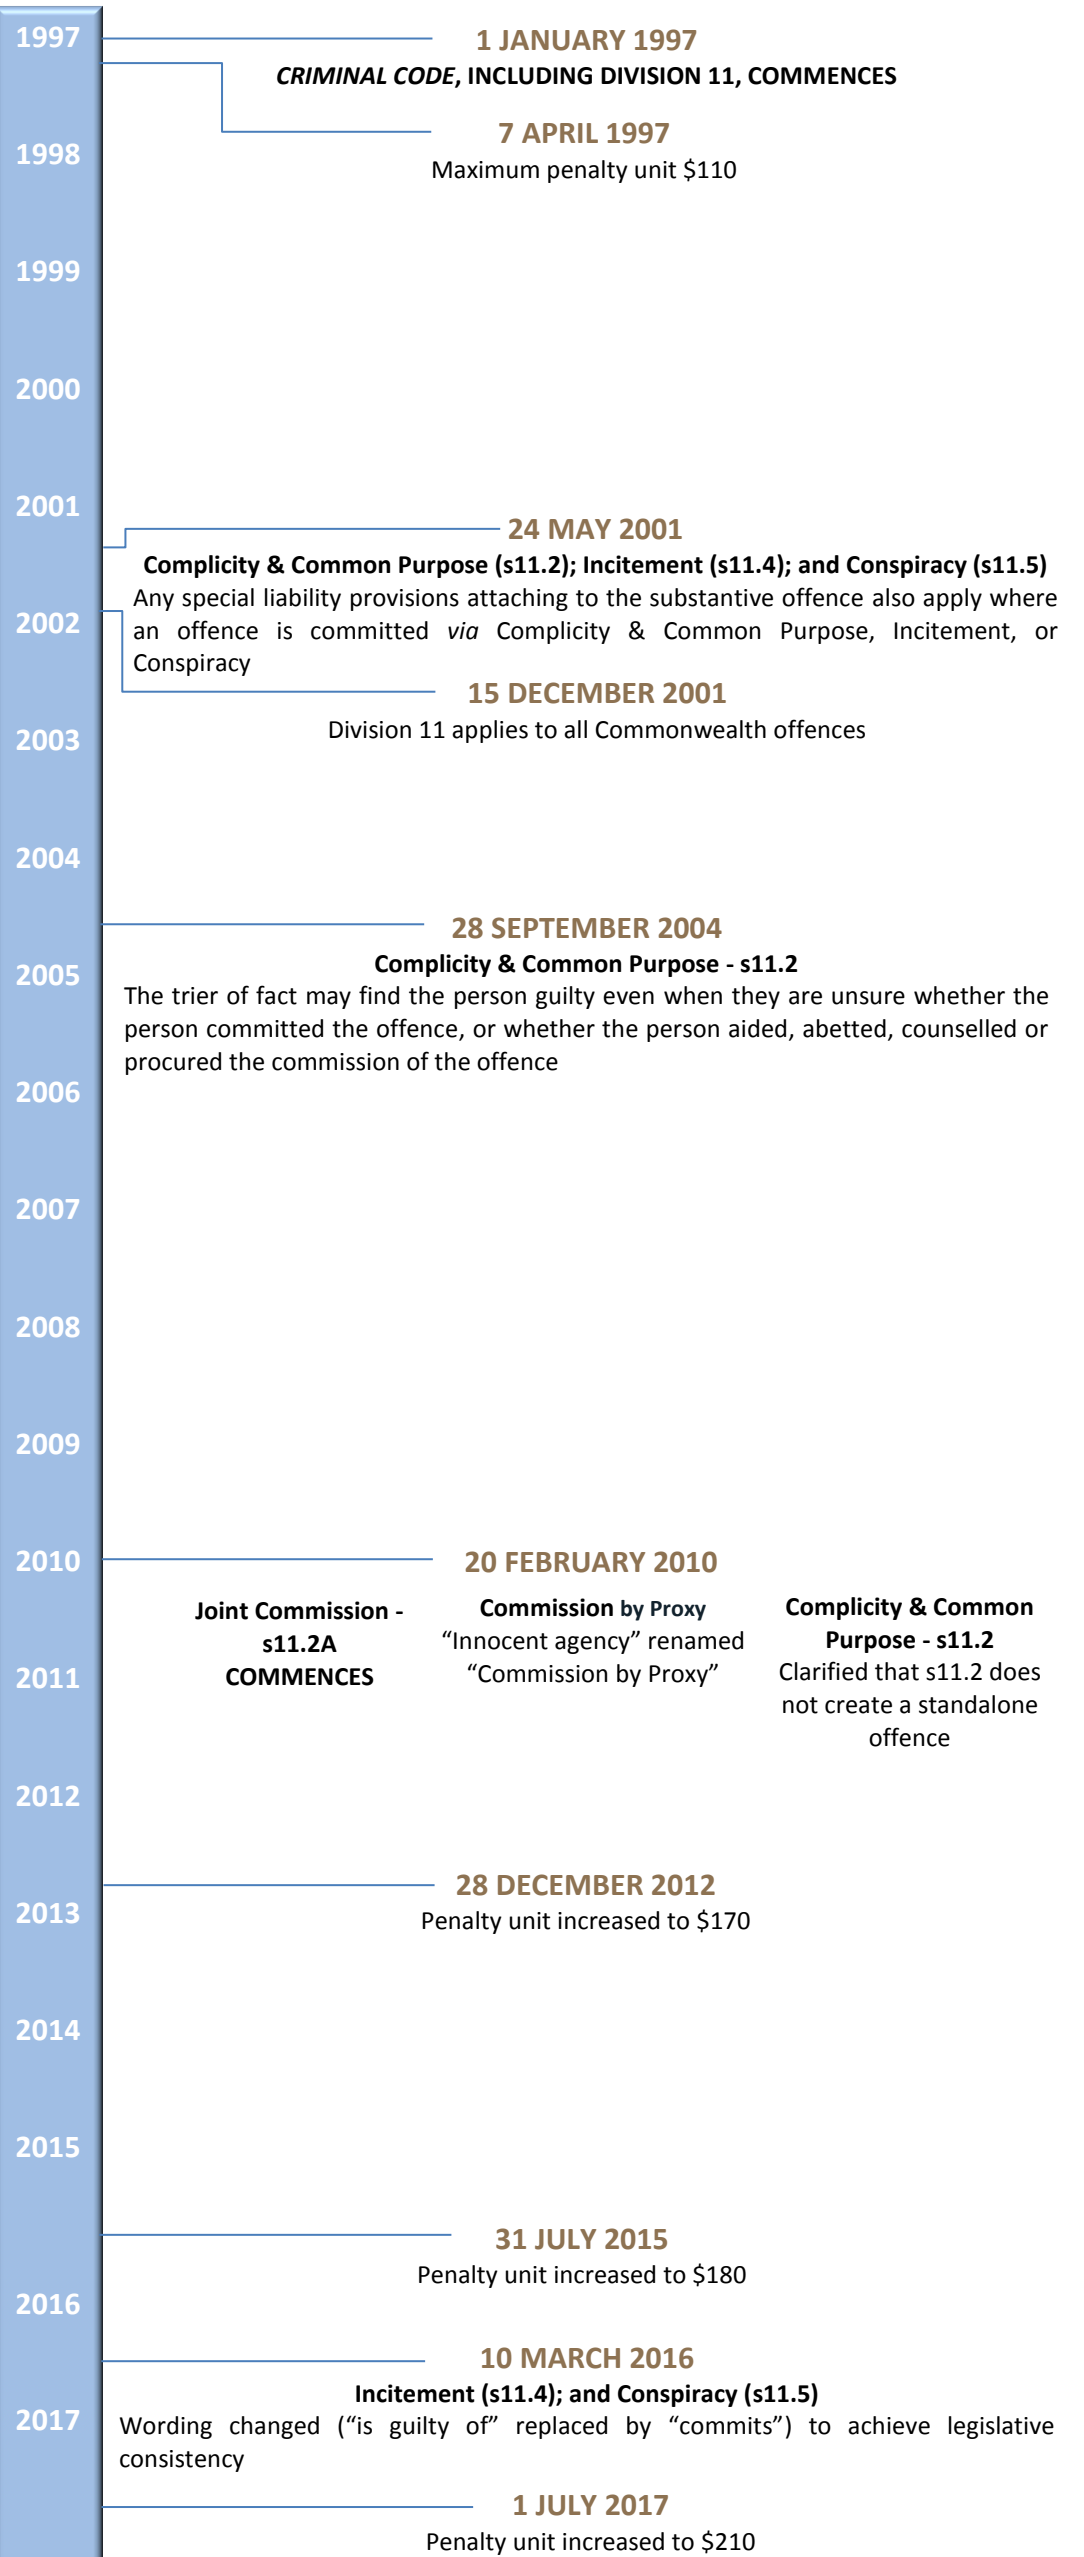 1997
1 JANUARY 1997
CRIMINAL CODE, INCLUDING DIVISION 11, COMMENCES
7 APRIL 1997
1998
Maximum penalty unit $110
1999
2000
2001
24 MAY 2001
Complicity & Common Purpose (s11.2); Incitement (s11.4); and Conspiracy (s11.5)
Any special liability provisions attaching to the substantive offence also apply where
2002
an offence is committed via Complicity & Common Purpose, Incitement, or
Conspiracy
15 DECEMBER 2001
Division 11 applies to all Commonwealth offences
2003
2004
28 SEPTEMBER 2004
Complicity & Common Purpose - s11.2
2005
The trier of fact may find the person guilty even when they are unsure whether the
person committed the offence, or whether the person aided, abetted, counselled or
procured the commission of the offence
2006
2007
2008
2009
2010
20 FEBRUARY 2010
Joint Commission -
s11.2A
COMMENCES
Commission by Proxy
“Innocent agency” renamed
“Commission by Proxy”
Complicity & Common
Purpose - s11.2
Clarified that s11.2 does
not create a standalone
offence
2011
2012
28 DECEMBER 2012
2013
Penalty unit increased to $170
2014
2015
31 JULY 2015
Penalty unit increased to $180
2016
10 MARCH 2016
Incitement (s11.4); and Conspiracy (s11.5)
2017
Wording changed (“is guilty of” replaced by “commits”) to achieve legislative
consistency
1 JULY 2017
Penalty unit increased to $210